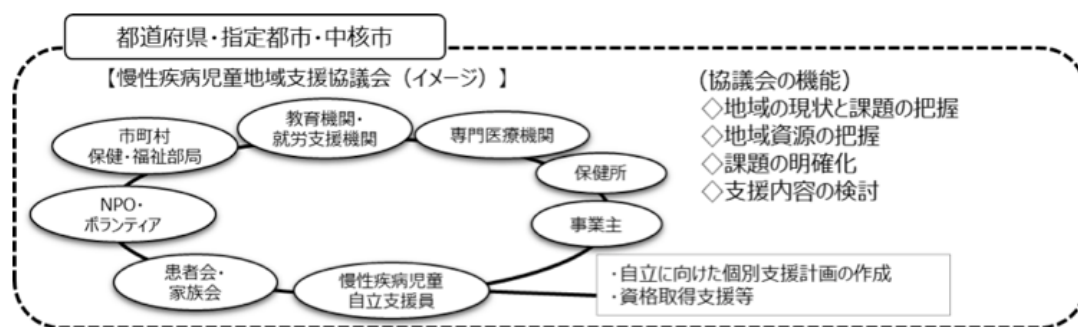 都道府県・指定都市・中核市
【慢性疾病児童地域支援協議会（イメージ）】
（協議会の機能）
◇地域の現状と課題の把握
◇地域資源の把握
◇課題の明確化
◇支援内容の検討
教育機関・
就労支援機関
専門医療機関
市町村
保健・福祉部局
保健所
NPO・
ボランティア
事業主
患者会・
家族会
慢性疾病児童
自立支援員
・自立に向けた個別支援計画の作成
・資格取得支援等